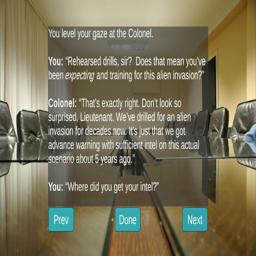 You level your gaze at the Colonel.
You: "Rehearsed drills, sir?  Does that mean you've
been expecting and training for this alien invasion?"
Colonel: "That's exactly right. Don't look so
surprised, Lieutenant. We've drilled for an alien
invasion for decades now. It's just that we got
advance warning with sufficient intel on this actual
scenario about 5 years ago."
You: "Where did you get your intel?"
Prev
Done
Next